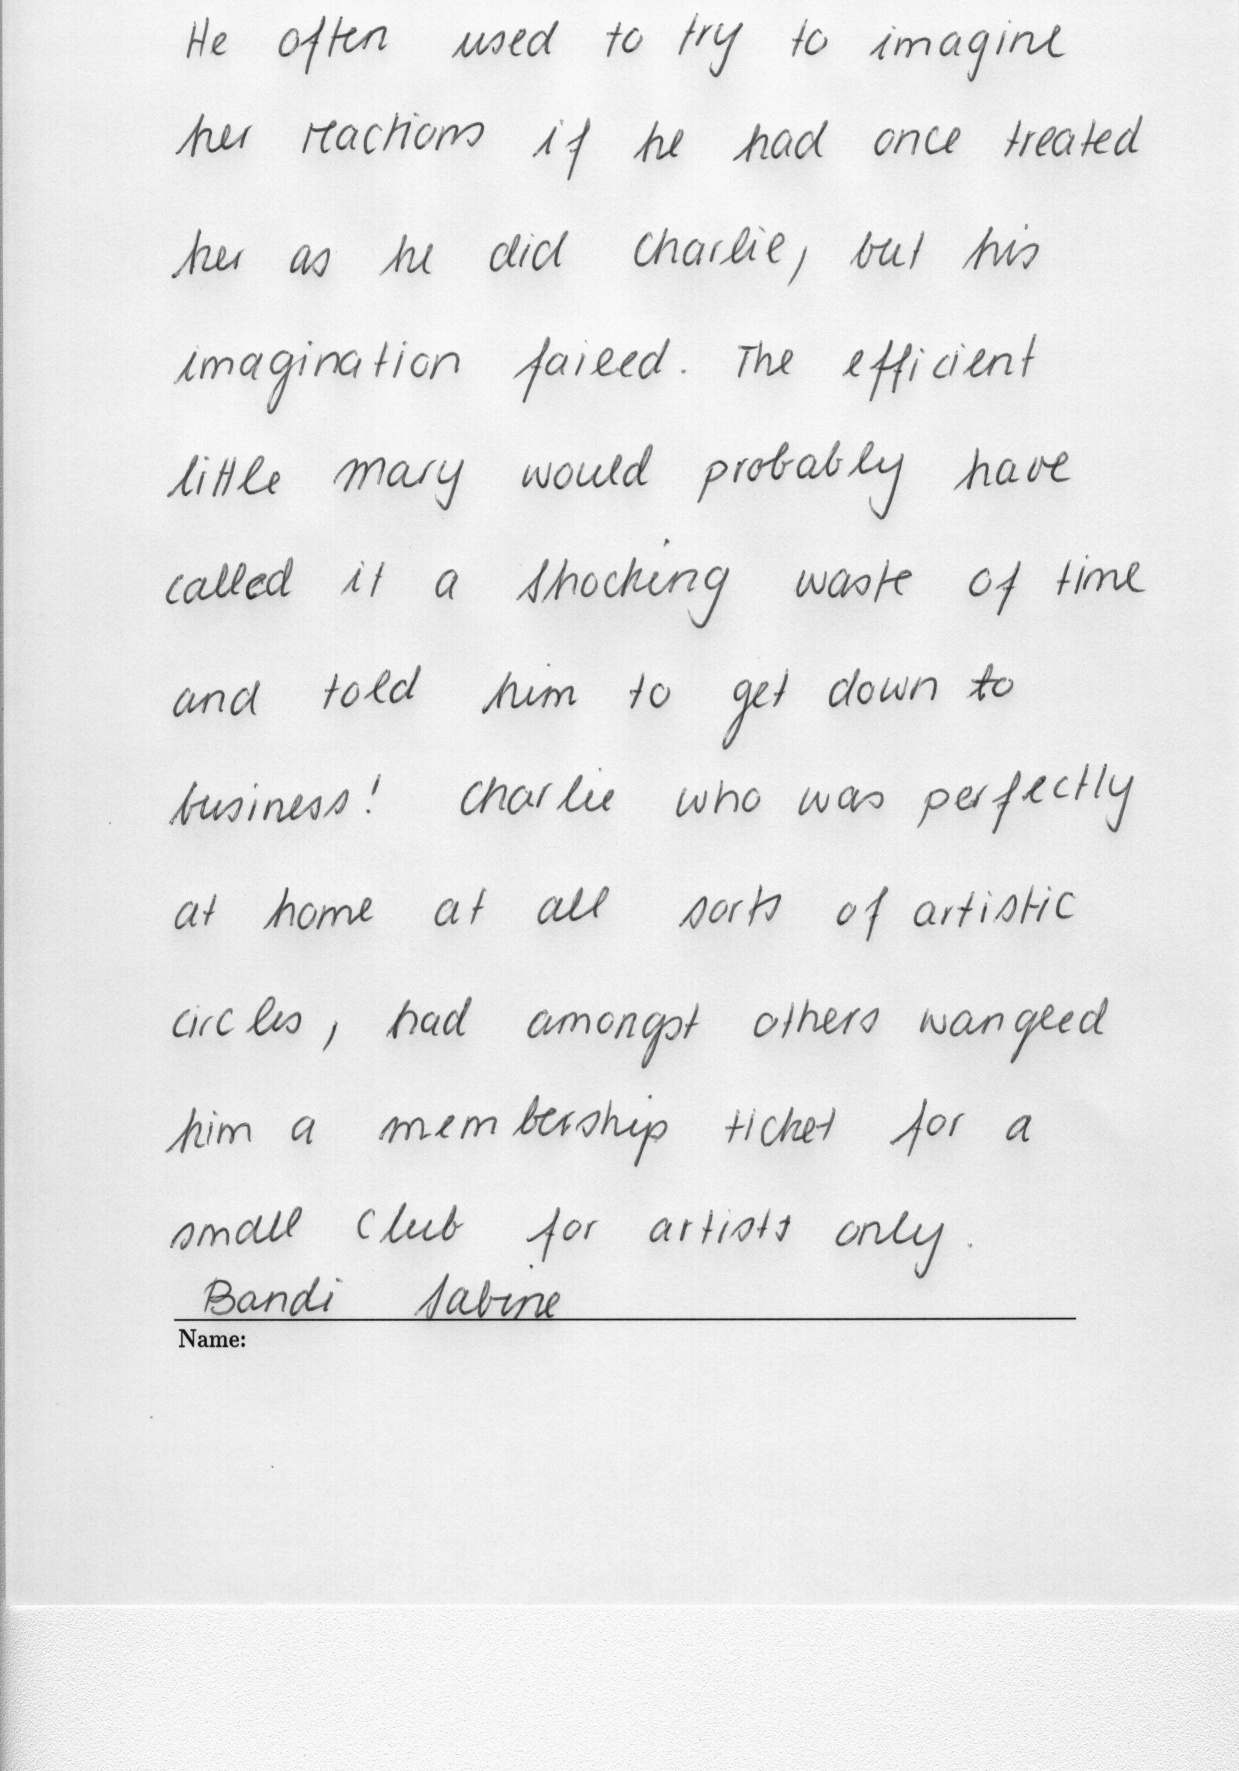 He often used to try to imagine
her reactions if he had once treated
her as he did Charlie, but his
imagination failed. The efficient
little Mary would probably have
called it a shocking waste of time
and told him to get down to
business! Charlie who was perfectly
at home at all sorts of artistic
circles, had amongst others wangled
him a membership ticket for a
small club for artists only.
Bandi Sabine
Name: